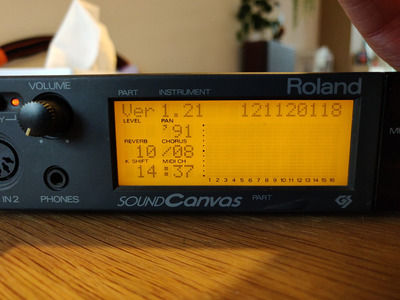 VOLUME
PART INSTRUMENT
Roland
Ver 1.21 121120118
LEVEL PAN
'91
REVERB CHORUS
10 /08
K SHIFT MIDI CH
14 : 37
1 2 3 4 5 6 7 8 9 10 11 12 13 14 15 16
IN 2
PHONES
SOUND Canvas
PART
GS